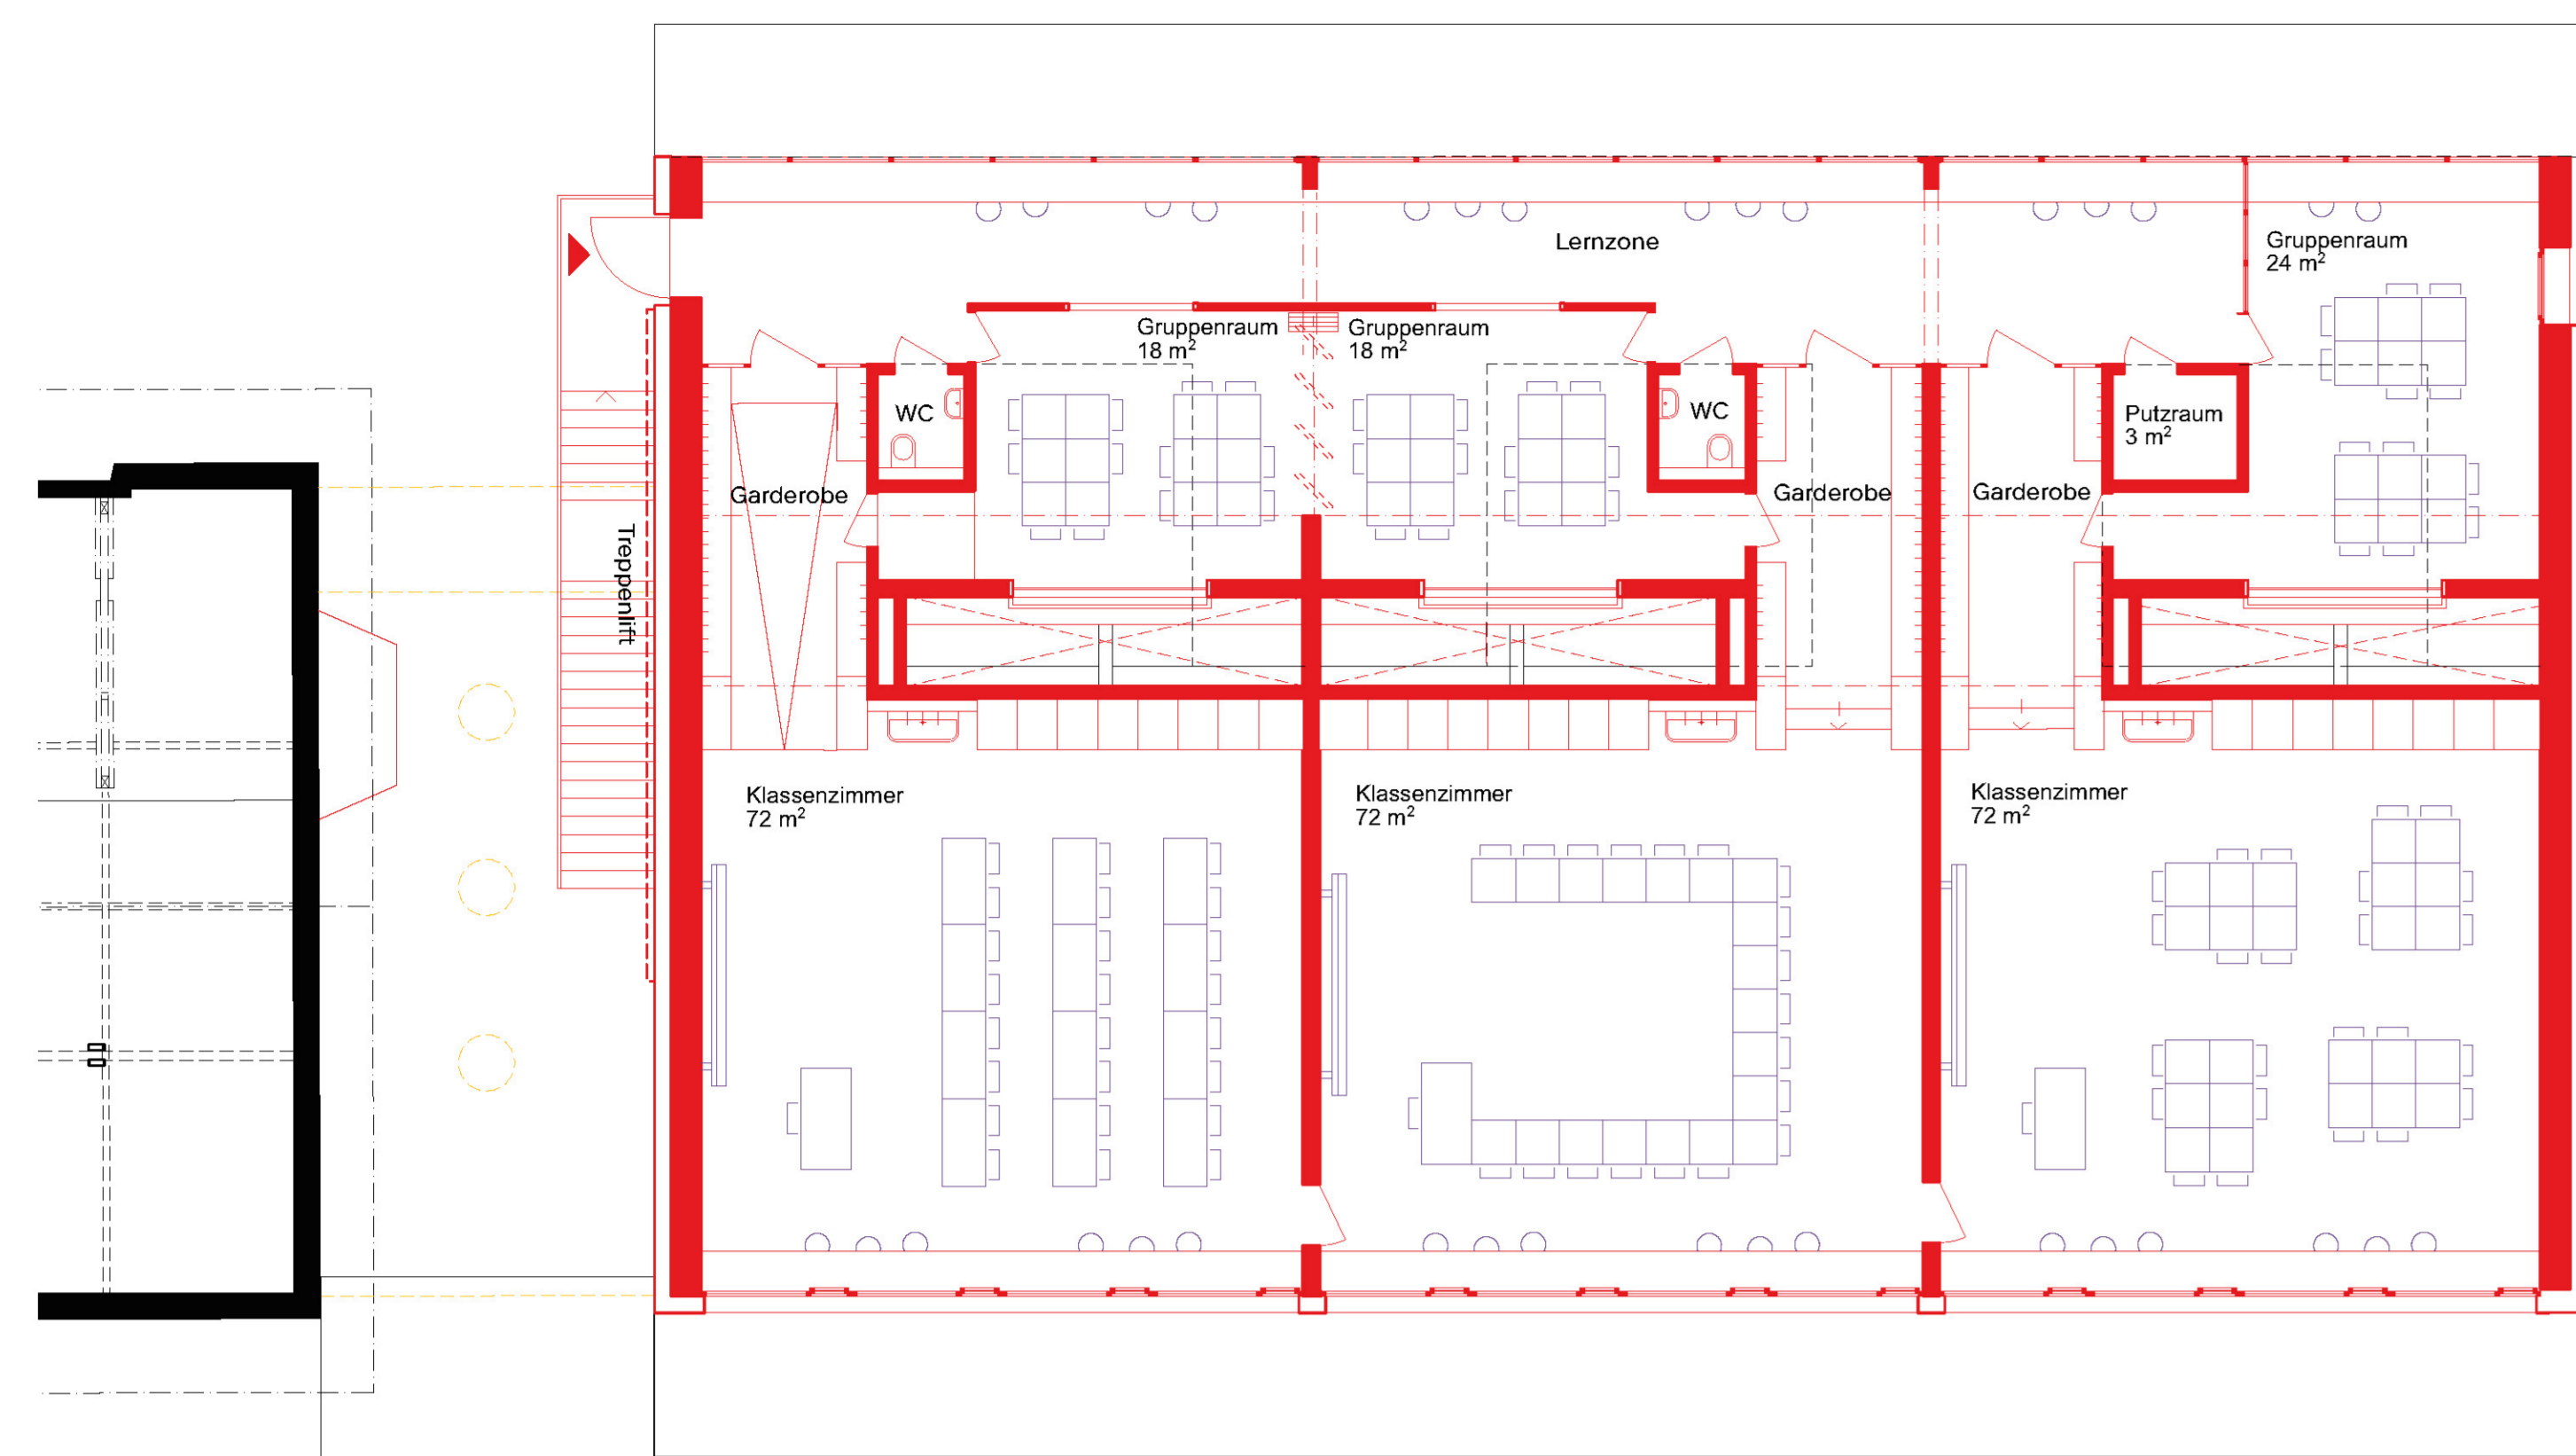 Lernzone
Gruppenraum
24 m²
Gruppenraum
18 m²
Gruppenraum
18 m²
WC
WC
Putzraum
3 m²
Garderobe
Garderobe
Garderobe
Treppenlift
Klassenzimmer
72 m²
Klassenzimmer
72 m²
Klassenzimmer
72 m²